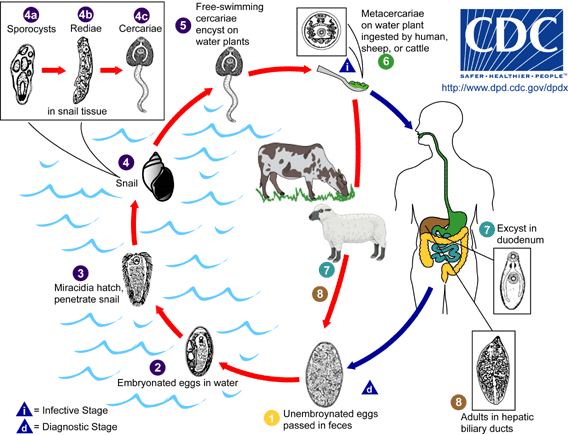 4a
4b
4c
Sporocysts Rediae Cercariae
in snail tissue
5
Free-swimming
cercariae
encyst on
water plants
Metacercariae
on water plant
ingested by human,
sheep, or cattle
6
i
CDC
SAFER • HEALTHIER • PEOPLE™
http://www.dpd.cdc.gov/dpdx
4
Snail
3
Miracidia hatch,
penetrate snail
2
Embryonated eggs in water
1
Unembroynated eggs
passed in feces
d
7
8
7
Excyst in
duodenum
8
Adults in hepatic
biliary ducts
i = Infective Stage
d = Diagnostic Stage